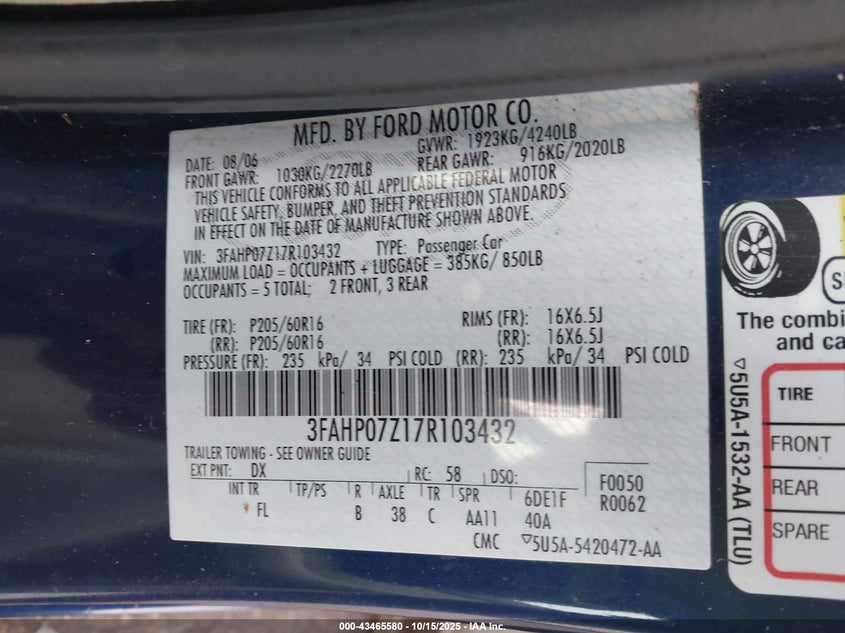 MFD. BY FORD MOTOR CO.
DATE: 08/06 GVWR: 1923KG/4240LB
FRONT GAWR: 1030KG/2270LB REAR GAWR: 916KG/2020LB
THIS VEHICLE CONFORMS TO ALL APPLICABLE FEDERAL MOTOR
VEHICLE SAFETY, BUMPER, AND THEFT PREVENTION STANDARDS
IN EFFECT ON THE DATE OF MANUFACTURE SHOWN ABOVE.
VIN: 3FAHP07Z17R103432 TYPE: Passenger Car
MAXIMUM LOAD = OCCUPANTS + LUGGAGE = 385KG/ 850LB
OCCUPANTS = 5 TOTAL; 2 FRONT, 3 REAR
TIRE (FR): P205/60R16 RIMS (FR): 16X6.5J
(RR): P205/60R16 (RR): 16X6.5J
PRESSURE (FR): 235 kPa/ 34 PSI COLD (RR): 235 kPa/ 34 PSI COLD
3FAHP07Z17R103432
TRAILER TOWING - SEE OWNER GUIDE
EXT PNT: DX RC: 58 DSO: F0050
INT TR TP/PS R AXLE TR SPR 6DE1F R0062
FL B 38 C AA11 40A
CMC ▽5U5A-5420472-AA
▽5U5A-1532-AA (TLU)
The
and
TIRE
FRONT
REAR
SPARE
000-43465580 - 10/15/2025 - IAA Inc.